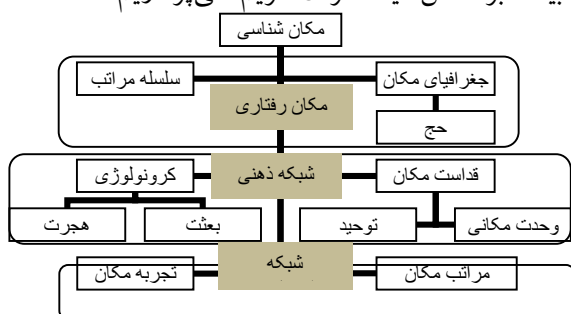 مکان شناسی
جغرافیای مکان
سلسله مراتب
مکان رفتاری
حج
قداست مکان
شبکه ذهنی
کرونولوژی
وحدت مکانی
توحید
بعثت
هجرت
مراتب مکان
شبکه
تجربه مکان